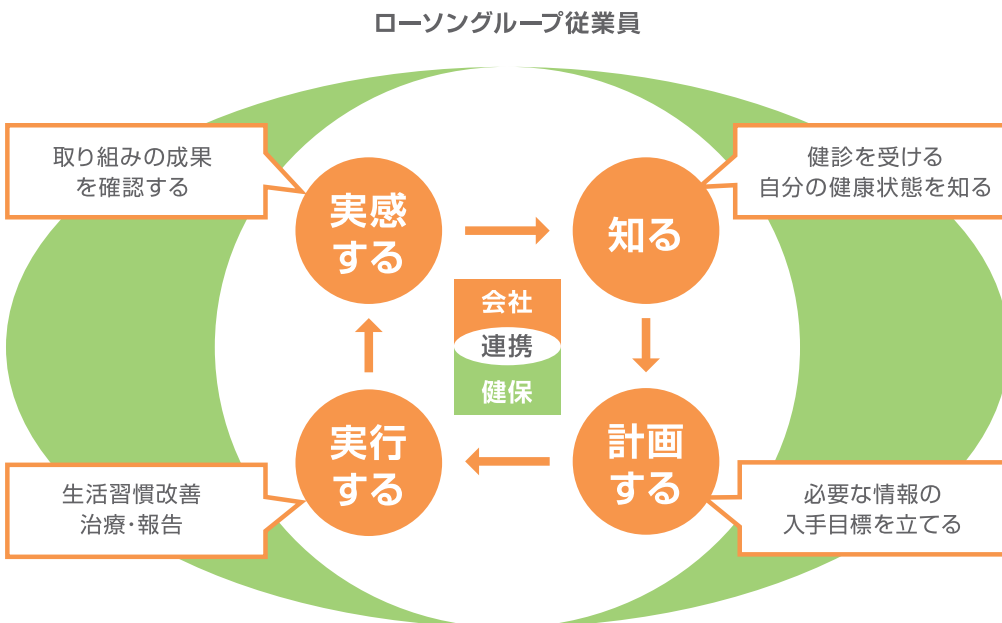 ローソングループ従業員
取り組みの成果
を確認する
実感
する
知る
健診を受ける
自分の健康状態を知る
会社
連携
健保
実行
する
計画
する
生活習慣改善
治療・報告
必要な情報の
入手目標を立てる